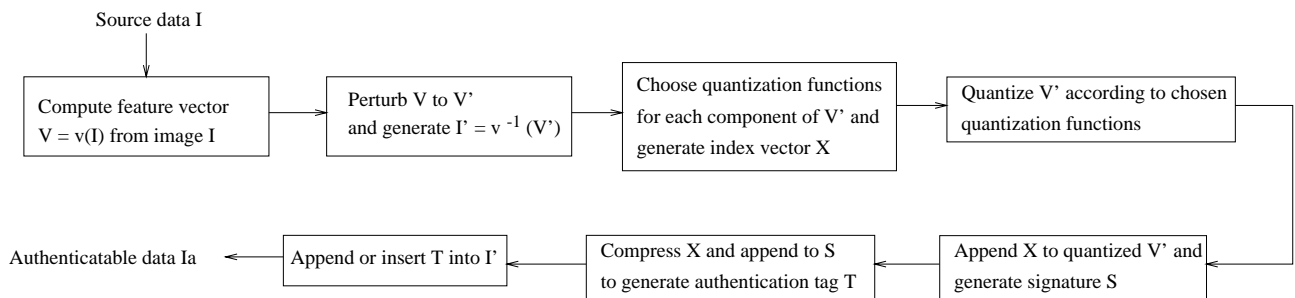 Source data I
Compute feature vector
V = v(I) from image I
Perturb V to V’
and generate I’ = v -1 (V’)
Choose quantization functions
for each component of V’ and
generate index vector X
Quantize V’ according to chosen
quantization functions
Append X to quantized V’ and
generate signature S
Compress X and append to S
to generate authentication tag T
Append or insert T into I’
Authenticatable data Ia